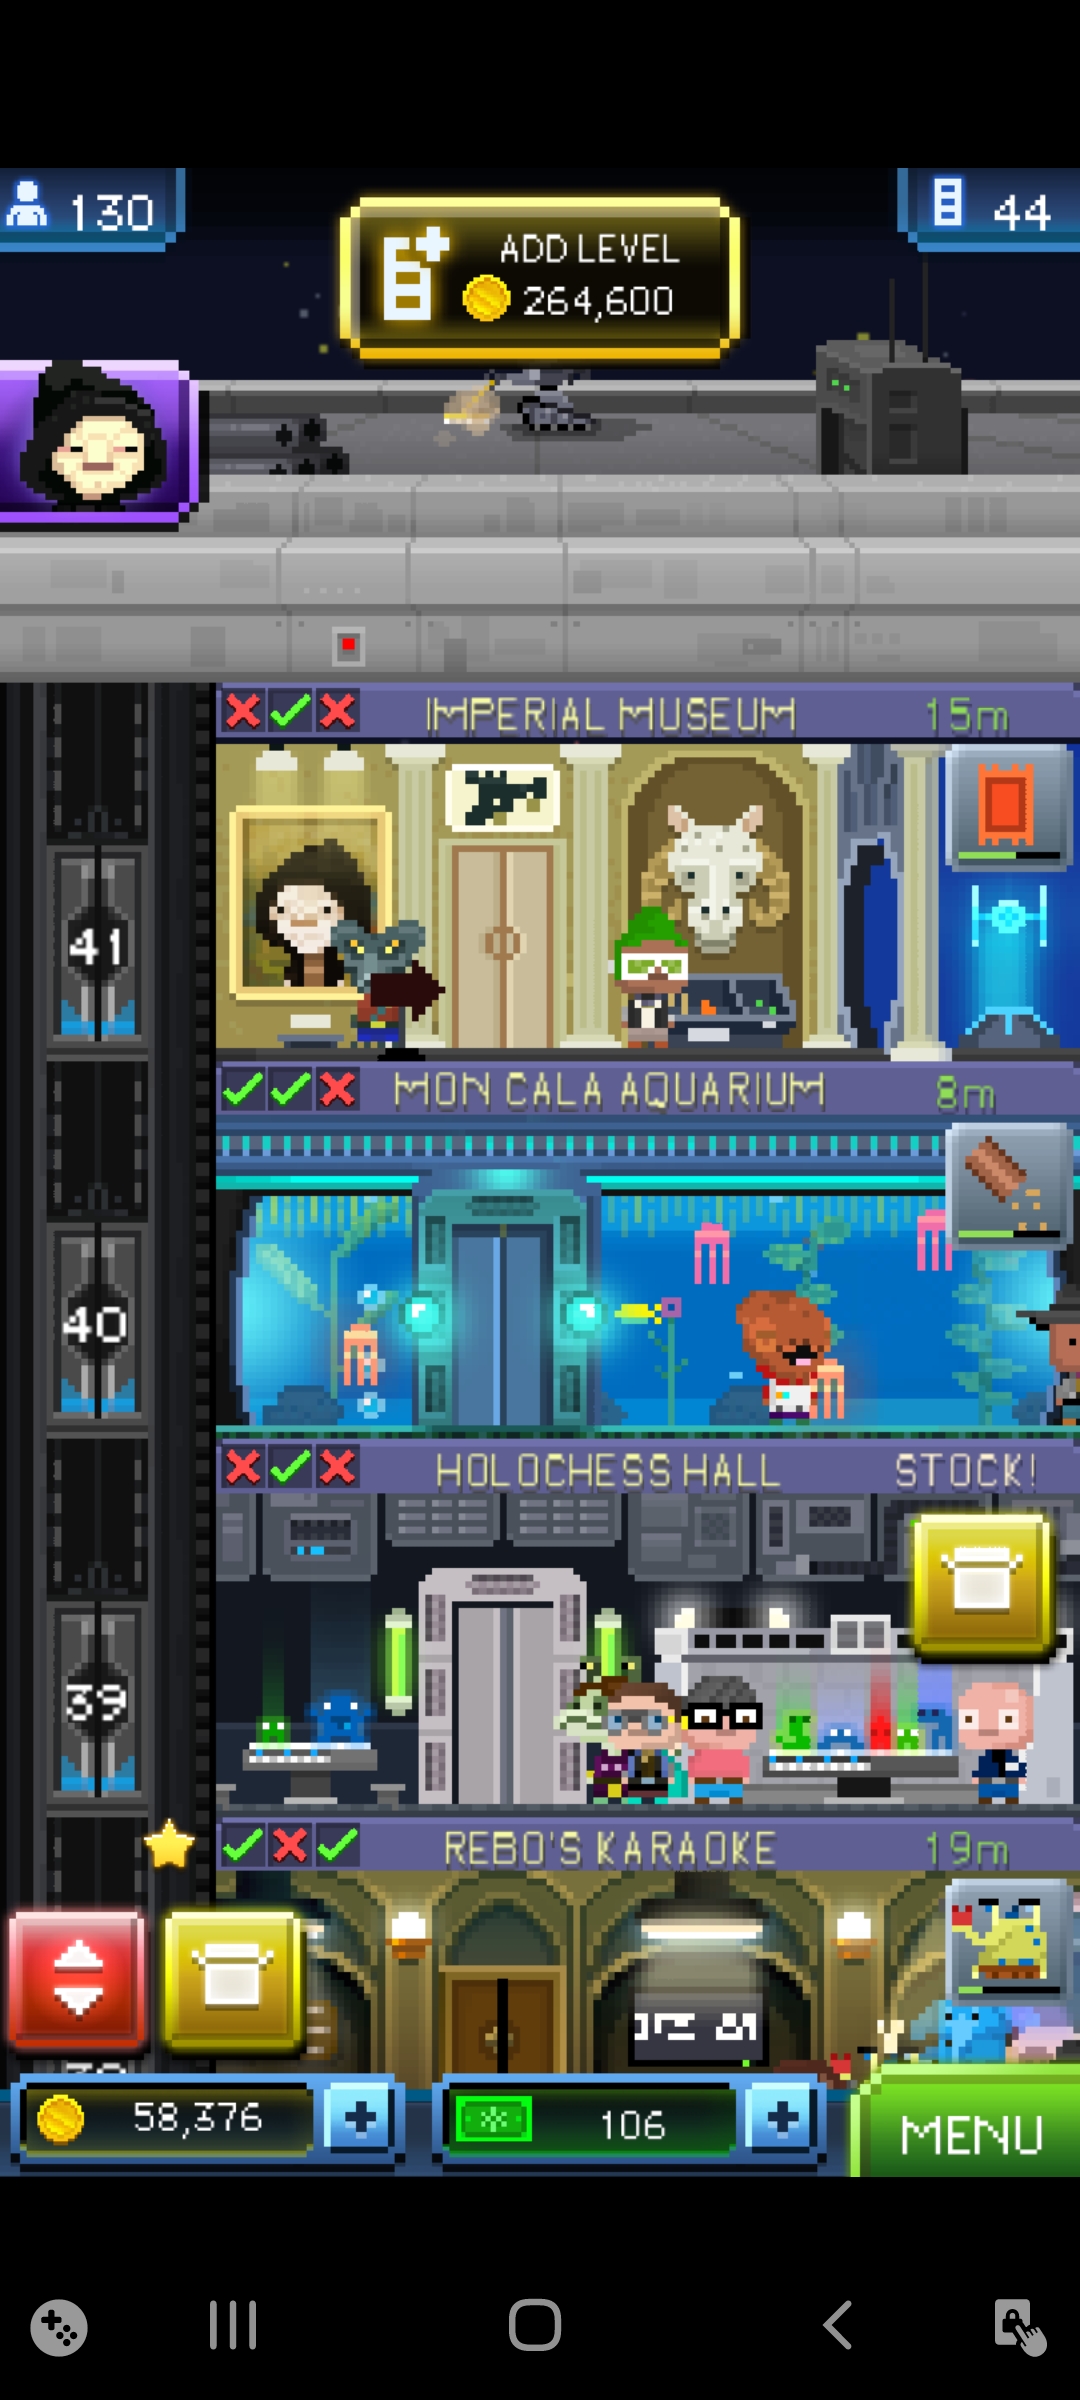 130
44
ADD LEVEL
264,600
IMPERIAL MUSEUM 15m
41
MON CALA AQUARIUM 8m
40
HOLOCHESS HALL STOCK!
39
REBO'S KARAOKE 19m
58,376
106
MENU